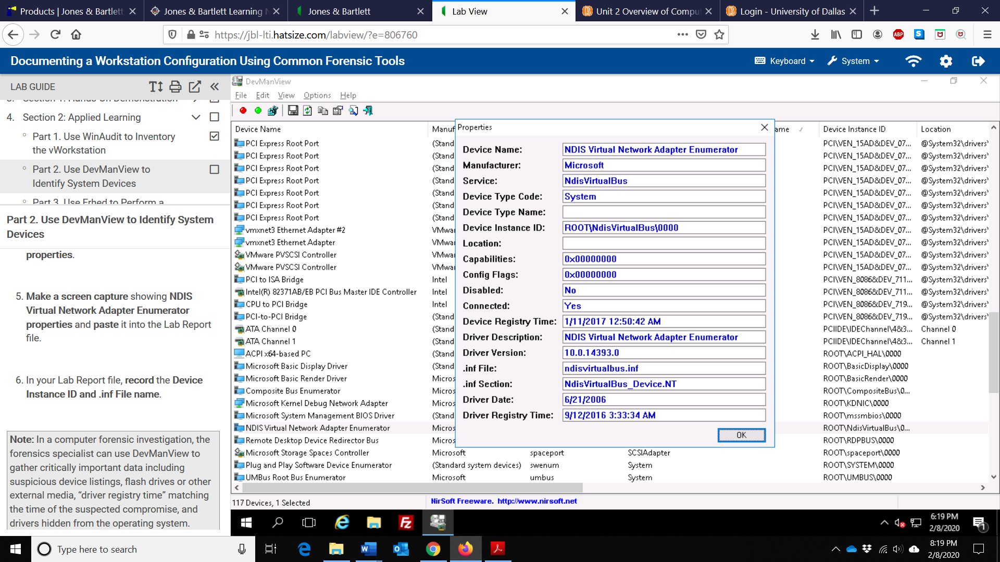 Products | Jones & Bartlett
Jones & Bartlett Learning N
Jones & Bartlett
Lab View
Unit 2 Overview of Compu
Login - University of Dallas
https://jbl-lti.hatsize.com/labview/?e=806760
Documenting a Workstation Configuration Using Common Forensic Tools
Keyboard
System
LAB GUIDE
4. Section 2: Applied Learning
Part 1. Use WinAudit to Inventory
the vWorkstation
Part 2. Use DevManView to
Identify System Devices
Part 3. Use Frhed to Perform a
Part 2. Use DevManView to Identify System
Devices
properties.
5. Make a screen capture showing NDIS
Virtual Network Adapter Enumerator
properties and paste it into the Lab Report
file.
6. In your Lab Report file, record the Device
Instance ID and .inf File name.
Note: In a computer forensic investigation, the
forensics specialist can use DevManView to
gather critically important data including
suspicious device listings, flash drives or other
external media, “driver registry time” matching
the time of the suspected compromise, and
drivers hidden from the operating system.
DevManView
File Edit View Options Help
Device Name Manuf ame Device Instance ID Location
PCI Express Root Port (Stand PCI\VEN_15AD&DEV_07... @System32\drivers\
PCI Express Root Port (Stand PCI\VEN_15AD&DEV_07... @System32\drivers\
PCI Express Root Port (Stand PCI\VEN_15AD&DEV_07... @System32\drivers\
PCI Express Root Port (Stand PCI\VEN_15AD&DEV_07... @System32\drivers\
PCI Express Root Port (Stand PCI\VEN_15AD&DEV_07... @System32\drivers\
PCI Express Root Port (Stand PCI\VEN_15AD&DEV_07... @System32\drivers\
PCI Express Root Port (Stand PCI\VEN_15AD&DEV_07... @System32\drivers\
vmxnet3 Ethernet Adapter #2 VMwar PCI\VEN_15AD&DEV_07... @System32\drivers\
vmxnet3 Ethernet Adapter VMwar PCI\VEN_15AD&DEV_07... @System32\drivers\
VMware PVSCSI Controller VMwar PCI\VEN_15AD&DEV_07... @System32\drivers\
VMware PVSCSI Controller VMwar PCI\VEN_15AD&DEV_07... @System32\drivers\
PCI to ISA Bridge Intel PCI\VEN_8086&DEV_711... @System32\drivers\
Intel(R) 82371AB/EB PCI Bus Master IDE Controller Intel PCI\VEN_8086&DEV_711... @System32\drivers\
CPU to PCI Bridge Intel PCI\VEN_8086&DEV_719... @System32\drivers\
PCI-to-PCI Bridge (Stand PCI\VEN_8086&DEV_719... @System32\drivers\
ATA Channel 0 (Stand PCIIDE\IDEChannel\4&3... Channel 0
ATA Channel 1 (Stand PCIIDE\IDEChannel\4&3... Channel 1
ACPI x64-based PC (Stand ROOT\ACPI_HAL\0000
Microsoft Basic Display Driver (Stand ROOT\BasicDisplay\0000
Microsoft Basic Render Driver Micros ROOT\BasicRender\0000
Composite Bus Enumerator Micros ROOT\CompositeBus\0...
Microsoft Kernel Debug Network Adapter Micros ROOT\KDNIC\0000
Microsoft System Management BIOS Driver (Stand ROOT\mssmbios\0000
NDIS Virtual Network Adapter Enumerator Micros ROOT\NdisVirtualBus\0...
Remote Desktop Device Redirector Bus Micros ROOT\RDPBUS\0000
Microsoft Storage Spaces Controller Microsoft spaceport SCSIAdapter ROOT\spaceport\0000
Plug and Play Software Device Enumerator (Standard system devices) swenum System ROOT\SYSTEM\0000
UMBus Root Bus Enumerator Microsoft umbus System ROOT\UMBUS\0000
Properties
Device Name: NDIS Virtual Network Adapter Enumerator
Manufacturer: Microsoft
Service: NdisVirtualBus
Device Type Code: System
Device Type Name:
Device Instance ID: ROOT\NdisVirtualBus\0000
Location:
Capabilities: 0x00000000
Config Flags: 0x00000000
Disabled: No
Connected: Yes
Device Registry Time: 1/11/2017 12:50:42 AM
Driver Description: NDIS Virtual Network Adapter Enumerator
Driver Version: 10.0.14393.0
.inf File: ndisvirtualbus.inf
.inf Section: NdisVirtualBus_Device.NT
Driver Date: 6/21/2006
Driver Registry Time: 9/12/2016 3:33:34 AM
OK
117 Devices, 1 Selected NirSoft Freeware. http://www.nirsoft.net
6:19 PM
2/8/2020
1
Type here to search
8:19 PM
2/8/2020